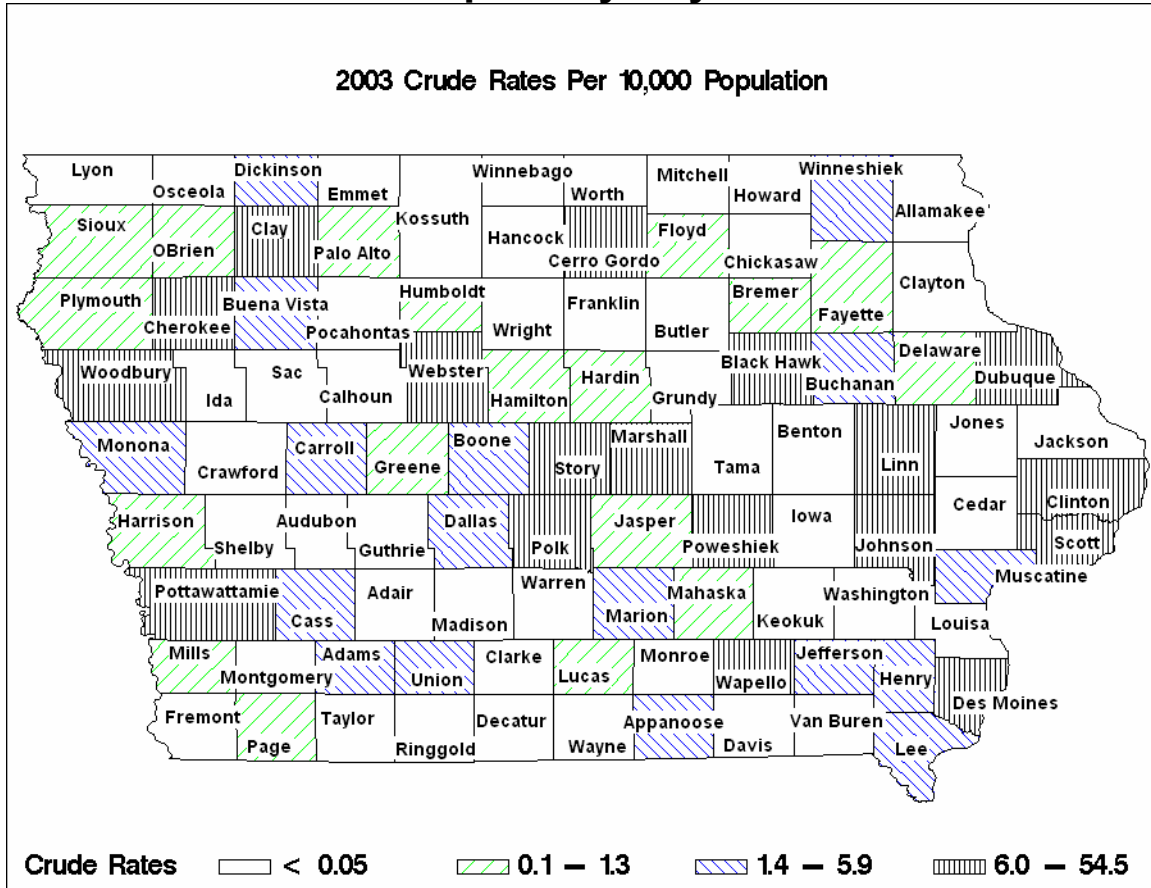 2003 Crude Rates Per 10,000 Population
Lyon
Osceola
Dickinson
Emmet
Winnebago
Worth
Mitchell
Howard
Winneshiek
Allamakee
Sioux
OBrien
Clay
Palo Alto
Kossuth
Hancock
Cerro Gordo
Floyd
Chickasaw
Plymouth
Cherokee
Buena Vista
Pocahontas
Humboldt
Wright
Franklin
Butler
Bremer
Fayette
Clayton
Woodbury
Ida
Sac
Calhoun
Webster
Hamilton
Hardin
Grundy
Black Hawk
Buchanan
Delaware
Dubuque
Monona
Crawford
Carroll
Greene
Boone
Story
Marshall
Tama
Benton
Linn
Jones
Jackson
Harrison
Shelby
Audubon
Guthrie
Dallas
Polk
Jasper
Poweshiek
Iowa
Johnson
Cedar
Clinton
Scott
Pottawattamie
Cass
Adair
Madison
Warren
Marion
Mahaska
Keokuk
Washington
Louisa
Muscatine
Mills
Montgomery
Adams
Union
Clarke
Lucas
Monroe
Wapello
Jefferson
Henry
Des Moines
Fremont
Page
Taylor
Ringgold
Decatur
Wayne
Appanoose
Davis
Van Buren
Lee
Crude Rates < 0.05 0.1 – 1.3 1.4 – 5.9 6.0 – 54.5